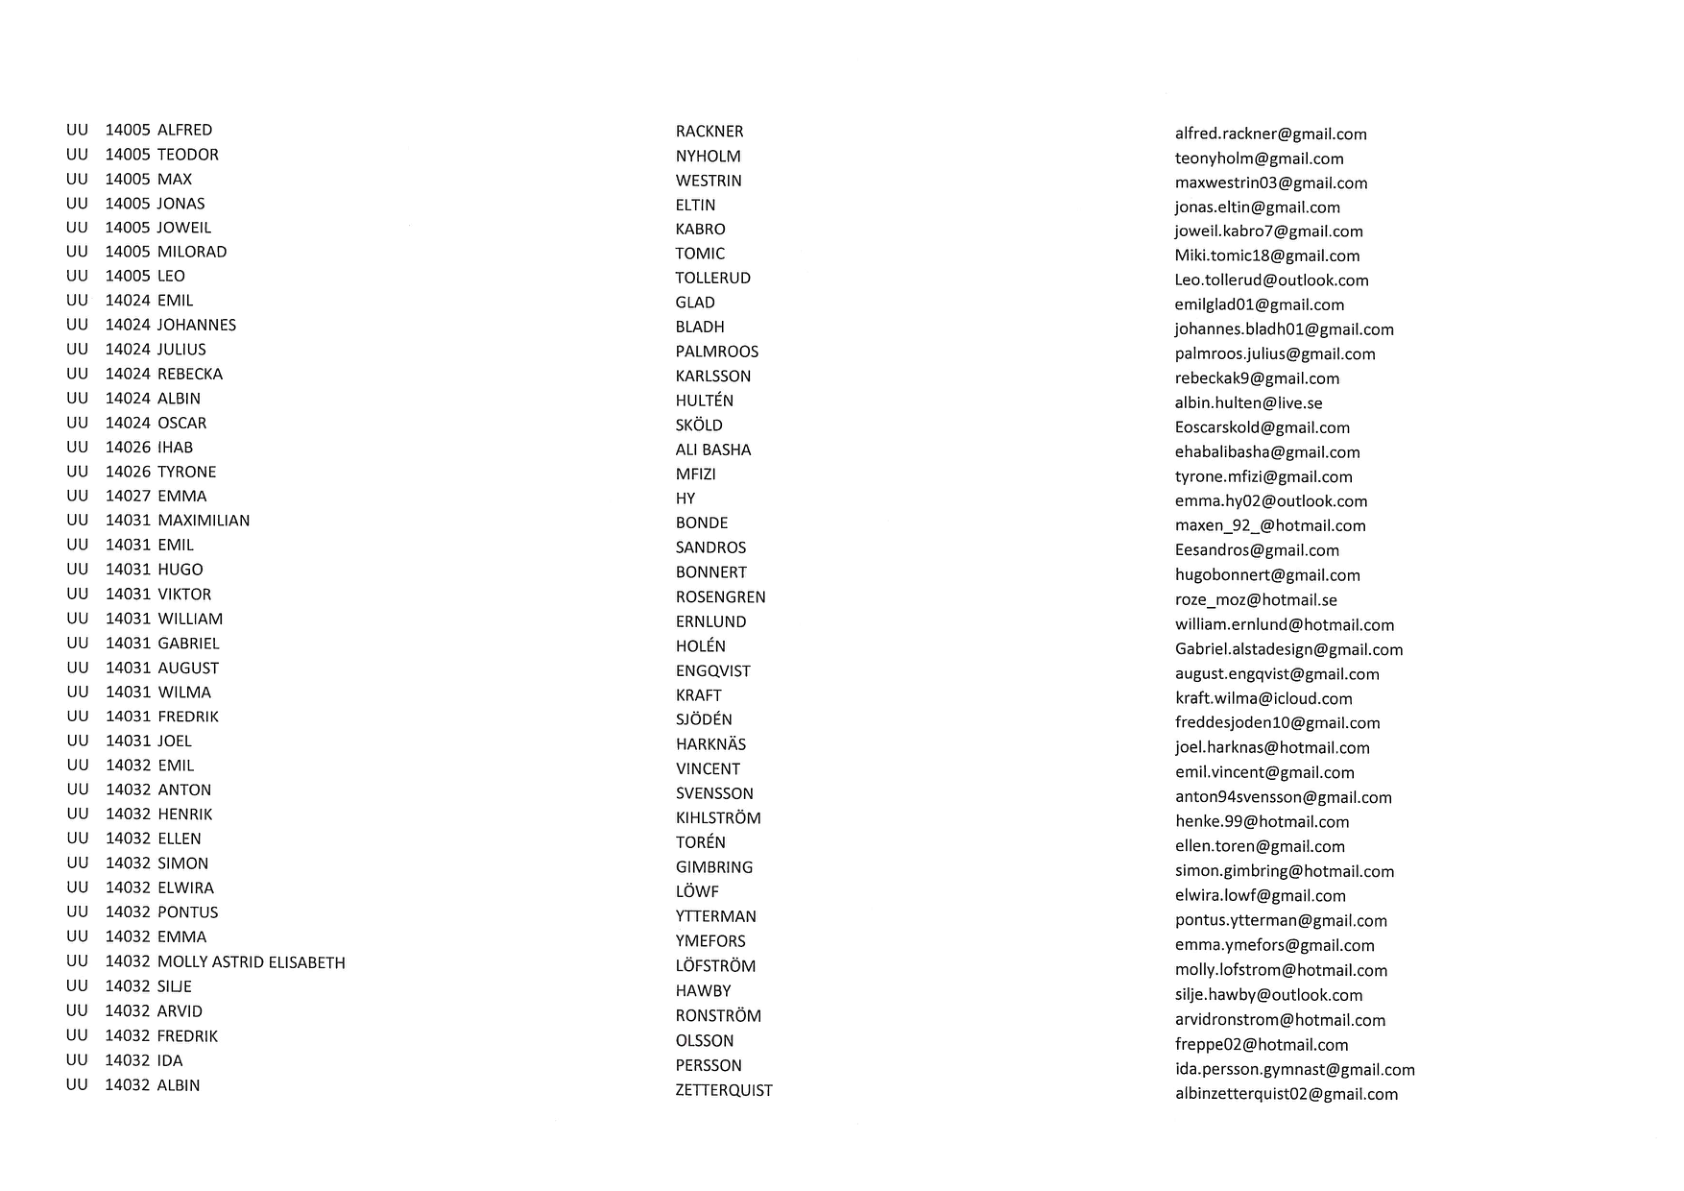 UU 14005 ALFRED RACKNER alfred.rackner@gmail.com
UU 14005 TEODOR NYHOLM teonyholm@gmail.com
UU 14005 MAX WESTRIN maxwestrin03@gmail.com
UU 14005 JONAS ELTIN jonas.eltin@gmail.com
UU 14005 JOWEIL KABRO joweil.kabro7@gmail.com
UU 14005 MILORAD TOMIC Miki.tomic18@gmail.com
UU 14005 LEO TOLLERUD Leo.tollerud@outlook.com
UU 14024 EMIL GLAD emilglad01@gmail.com
UU 14024 JOHANNES BLADH johannes.bladh01@gmail.com
UU 14024 JULIUS PALMROOS palmroos.julius@gmail.com
UU 14024 REBECKA KARLSSON rebeckak9@gmail.com
UU 14024 ALBIN HULTÉN albin.hulten@live.se
UU 14024 OSCAR SKÖLD Eoscarskold@gmail.com
UU 14026 IHAB ALI BASHA ehabalibasha@gmail.com
UU 14026 TYRONE MFIZI tyrone.mfizi@gmail.com
UU 14027 EMMA HY emma.hy02@outlook.com
UU 14031 MAXIMILIAN BONDE maxen_92_@hotmail.com
UU 14031 EMIL SANDROS Eesandros@gmail.com
UU 14031 HUGO BONNERT hugobonnert@gmail.com
UU 14031 VIKTOR ROSENGREN roze_moz@hotmail.se
UU 14031 WILLIAM ERNLUND william.ernlund@hotmail.com
UU 14031 GABRIEL HOLÉN Gabriel.alstadesign@gmail.com
UU 14031 AUGUST ENGQVIST august.engqvist@gmail.com
UU 14031 WILMA KRAFT kraft.wilma@icloud.com
UU 14031 FREDRIK SJÖDÉN freddesjoden10@gmail.com
UU 14031 JOEL HARKNÄS joel.harknas@hotmail.com
UU 14032 EMIL VINCENT emil.vincent@gmail.com
UU 14032 ANTON SVENSSON anton94svensson@gmail.com
UU 14032 HENRIK KIHLSTRÖM henke.99@hotmail.com
UU 14032 ELLEN TORÉN ellen.toren@gmail.com
UU 14032 SIMON GIMBRING simon.gimbring@hotmail.com
UU 14032 ELWIRA LÖWF elwira.lowf@gmail.com
UU 14032 PONTUS YTTERMAN pontus.ytterman@gmail.com
UU 14032 EMMA YMEFORS emma.ymefors@gmail.com
UU 14032 MOLLY ASTRID ELISABETH LÖFSTRÖM molly.lofstrom@hotmail.com
UU 14032 SILJE HAWBY silje.hawby@outlook.com
UU 14032 ARVID RONSTRÖM arvidronstrom@hotmail.com
UU 14032 FREDRIK OLSSON freppe02@hotmail.com
UU 14032 IDA PERSSON ida.persson.gymnast@gmail.com
UU 14032 ALBIN ZETTERQUIST albinzetterquist02@gmail.com